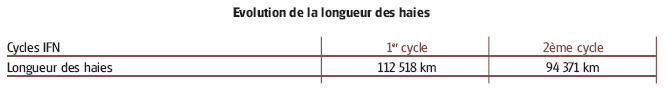 Evolution de la longueur des haies
Cycles IFN 1er cycle 2ème cycle
Longueur des haies 112 518 km 94 371 km